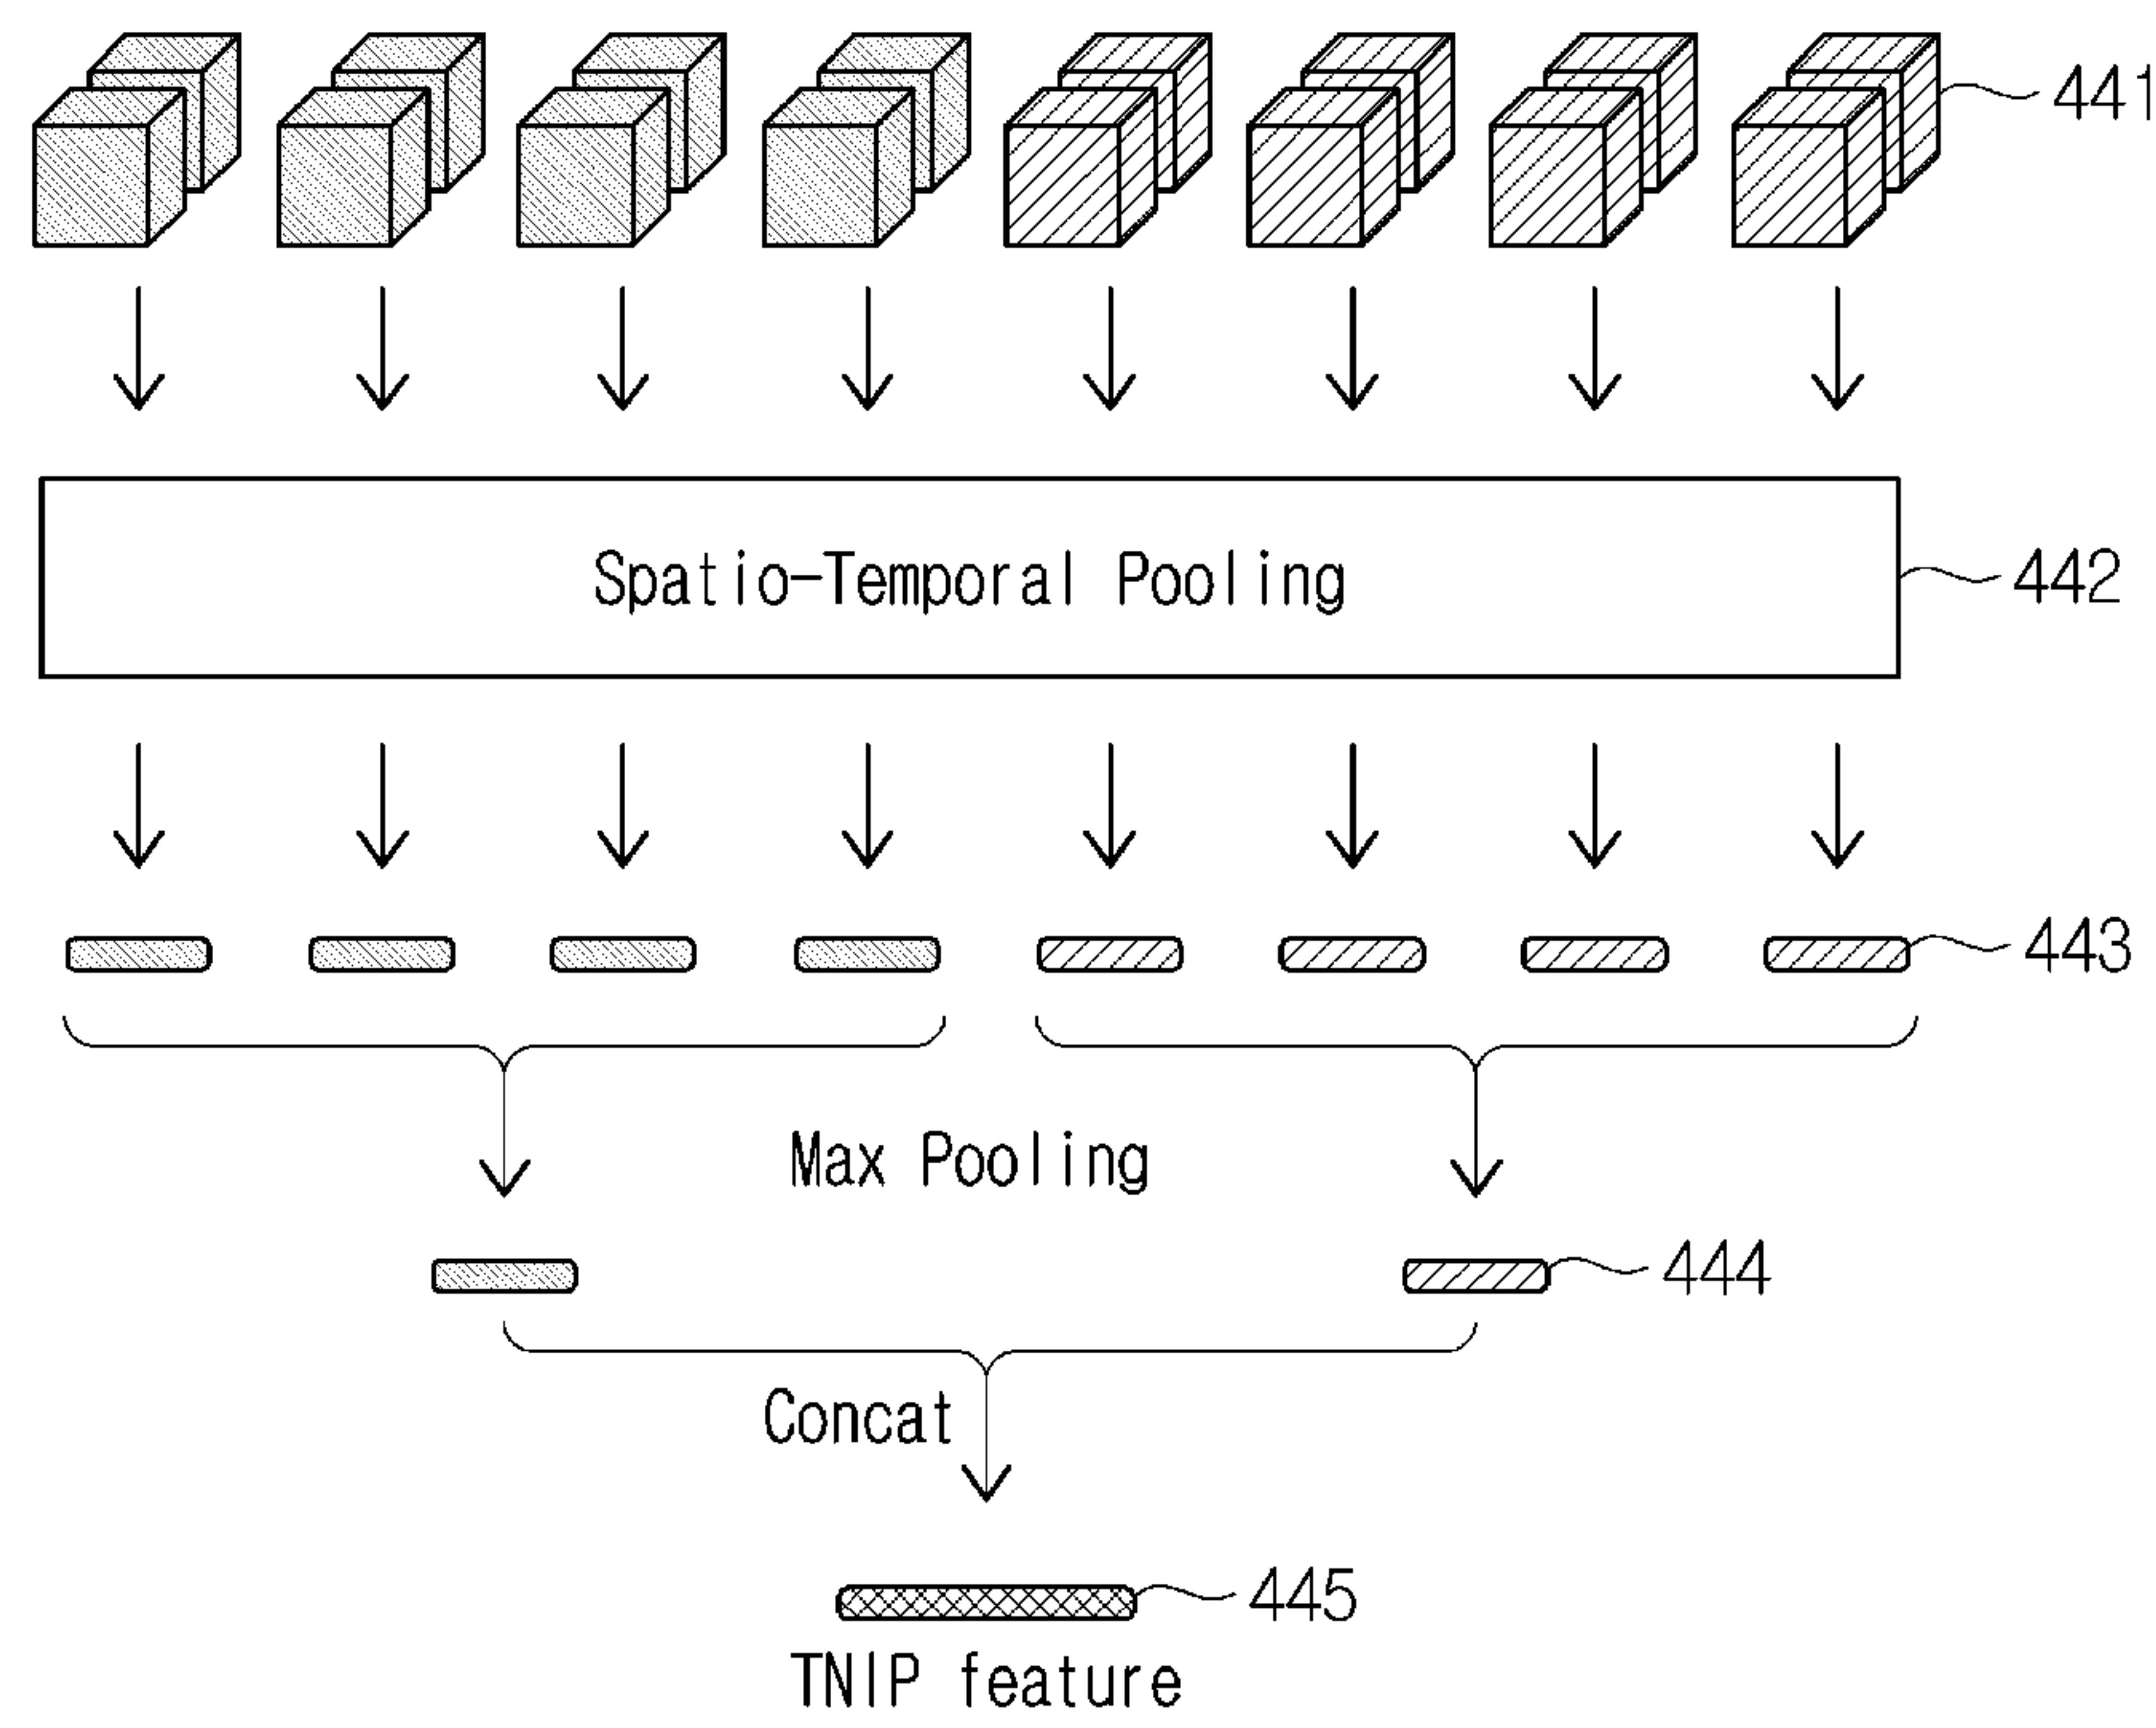 441
Spatio-Temporal Pooling
442
443
Max Pooling
444
Concat
445
TNIP feature